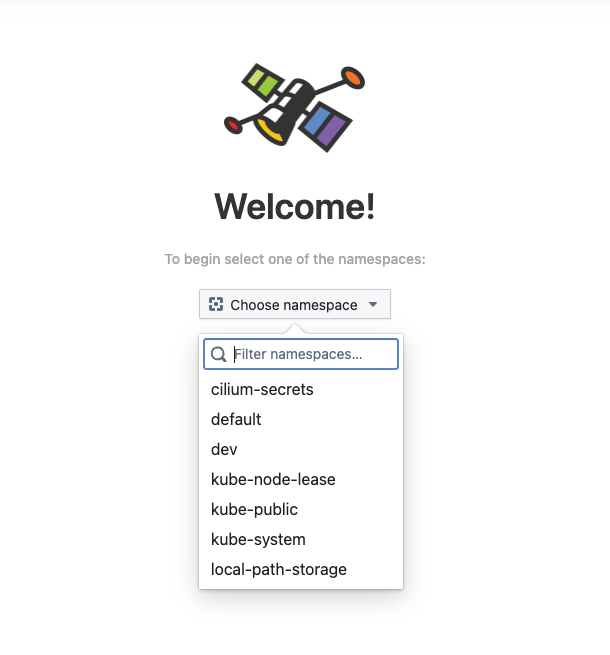 Welcome!
To begin select one of the namespaces:
Choose namespace
Filter namespaces...
cilium-secrets
default
dev
kube-node-lease
kube-public
kube-system
local-path-storage